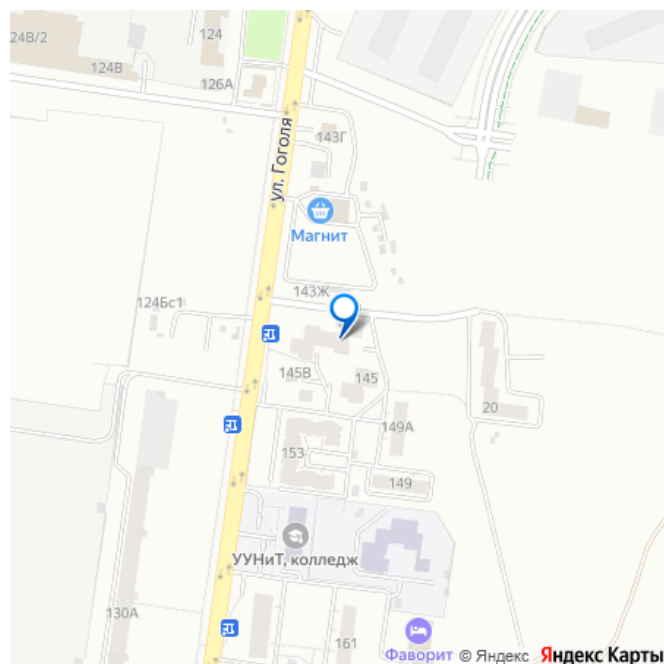 124В/2
124
124В
126А
ул. Гоголя
143Г
Магнит
143Ж
124Бс1
145В
145
20
149А
153
149
УУНиТ, колледж
130А
161
Фаворит
© Яндекс Яндекс Карты